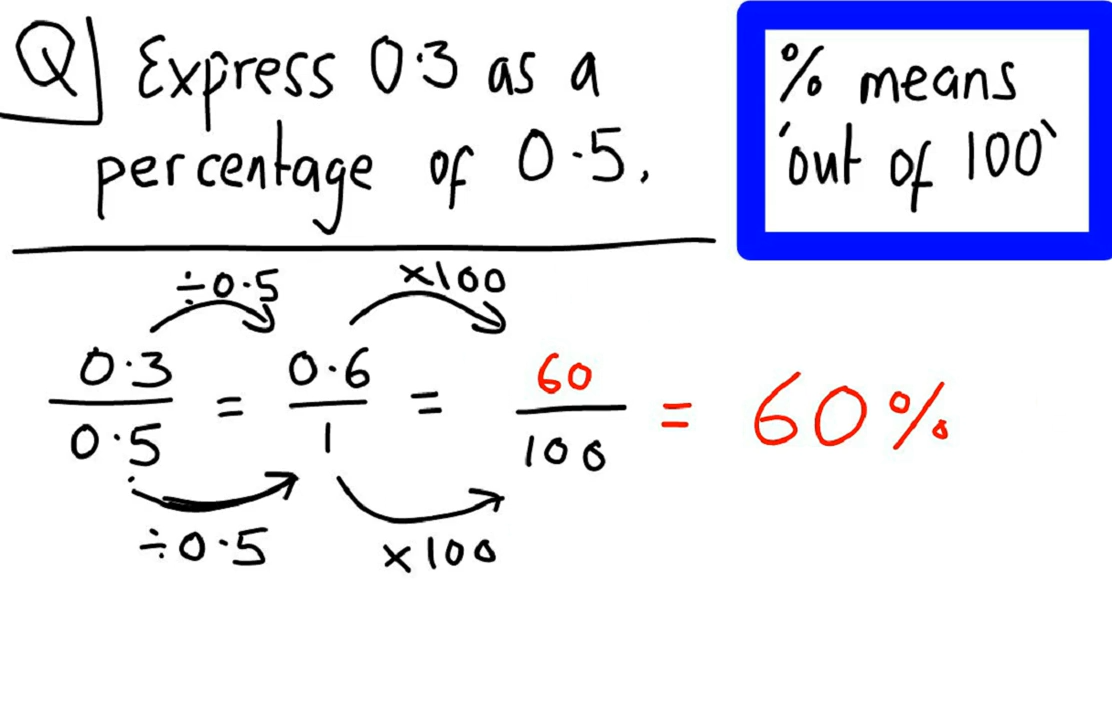 Q Express 0·3 as a
percentage of 0·5.
% means
'out of 100'
÷0·5 ×100
0·3 0·6 60
= = = 60%
0·5 1 100
÷0·5 ×100